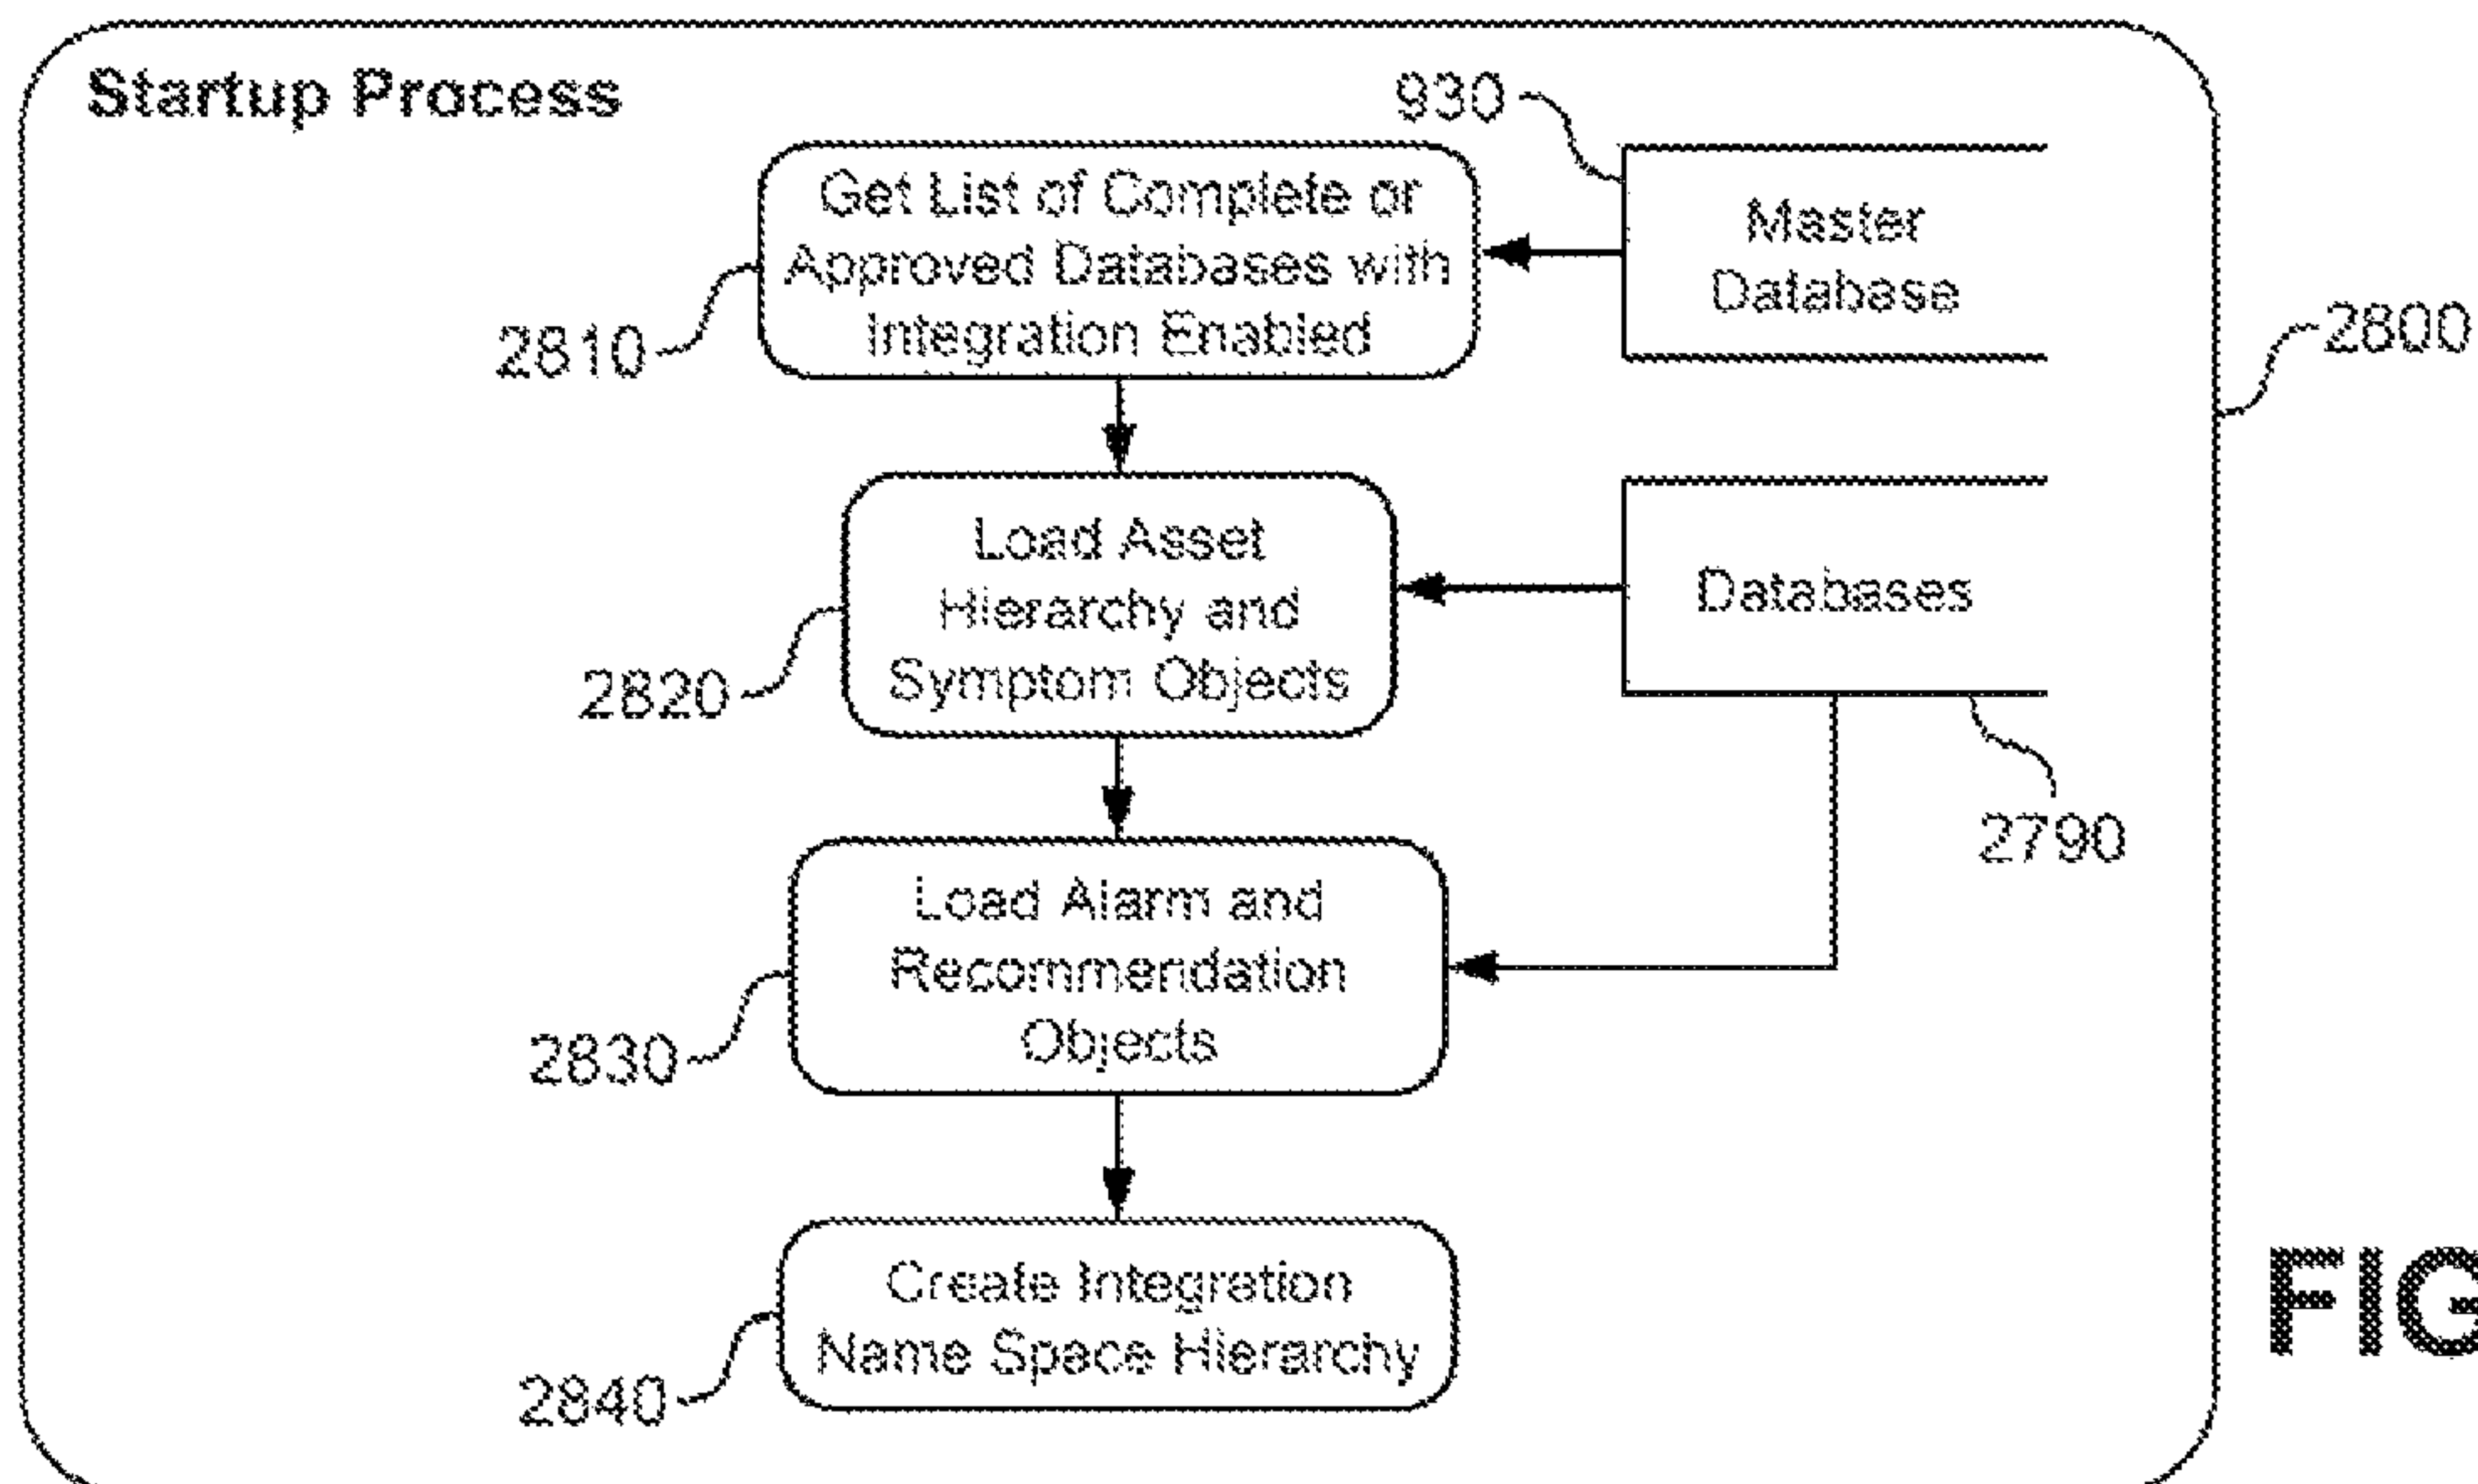 Startup Process
930
Get List of Complete or
Approved Databases with
Integration Enabled
Master
Database
2810
2800
Load Asset
Hierarchy and
Symptom Objects
Databases
2820
2790
Load Alarm and
Recommendation
Objects
2830
Create Integration
Name Space Hierarchy
2840
FIG